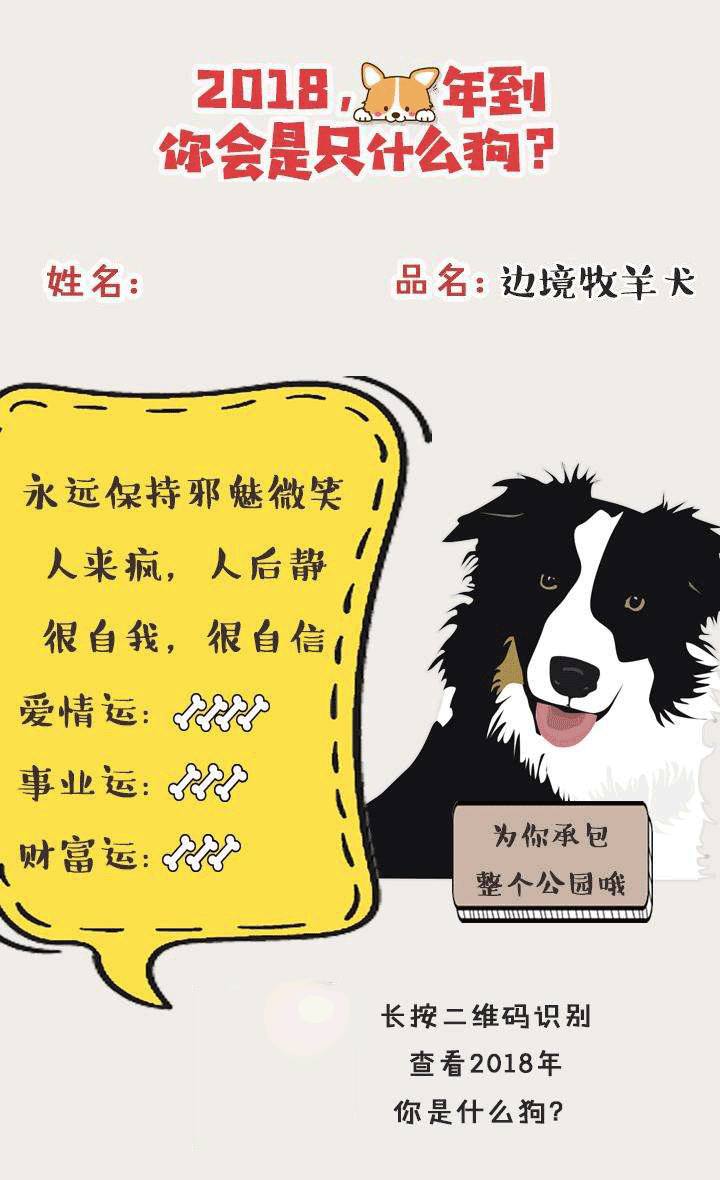 2018，年到
你会是只什么狗？
姓名：
品名：边境牧羊犬
永远保持邪魅微笑
人来疯，人后静
很自我，很自信
爱情运：
事业运：
财富运：
为你承包
整个公园哦
长按二维码识别
查看2018年
你是什么狗？